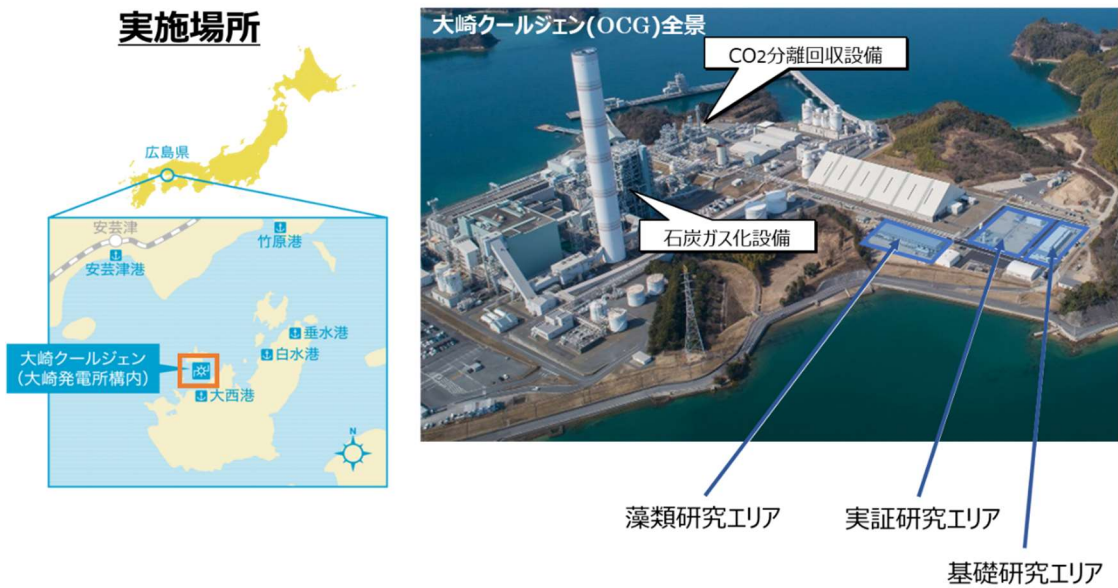 実施場所
広島県
安芸津
安芸津港
竹原港
垂水港
白水港
大崎クールジェン
(大崎発電所構内)
大西港
N
大崎クールジェン(OCG)全景
CO2分離回収設備
石炭ガス化設備
藻類研究エリア
実証研究エリア
基礎研究エリア